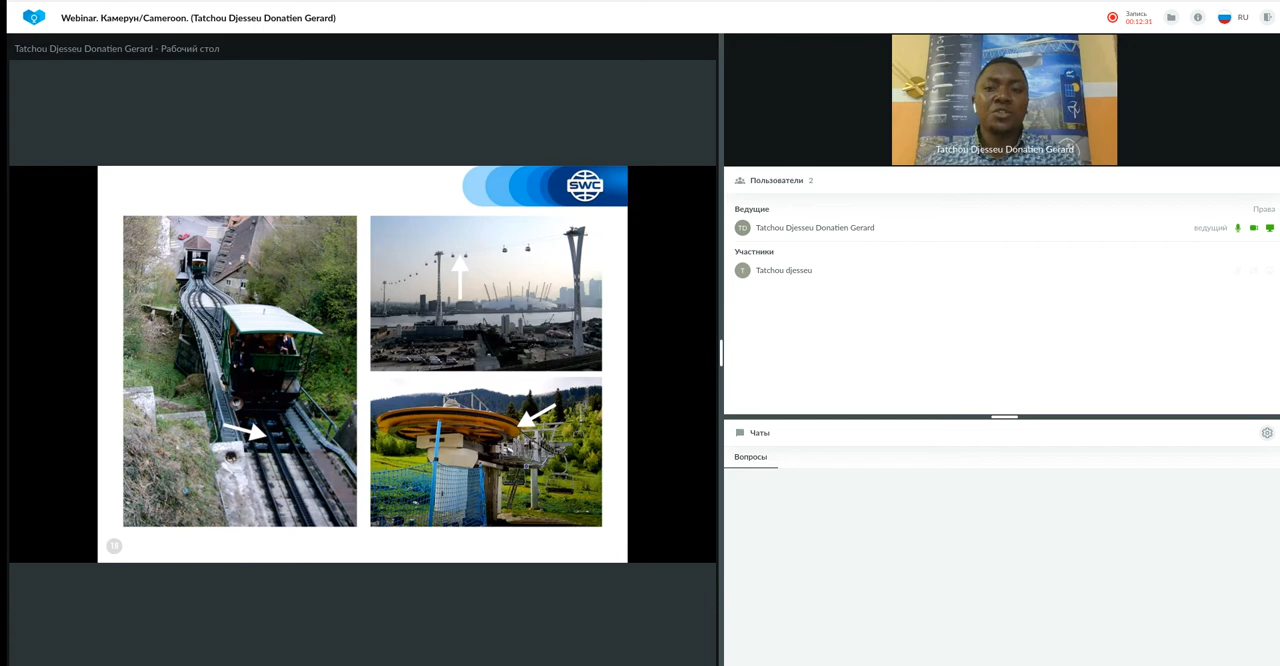 Webinar. Камерун/Cameroon. (Tatchou Djesseu Donatien Gerard)
Запись
00:12:31
RU
Tatchou Djesseu Donatien Gerard - Рабочий стол
SWC
18
Tatchou Djesseu Donatien Gerard
Пользователи 2
Ведущие Права
TD Tatchou Djesseu Donatien Gerard ведущий
Участники
T Tatchou djesseu
Чаты
Вопросы